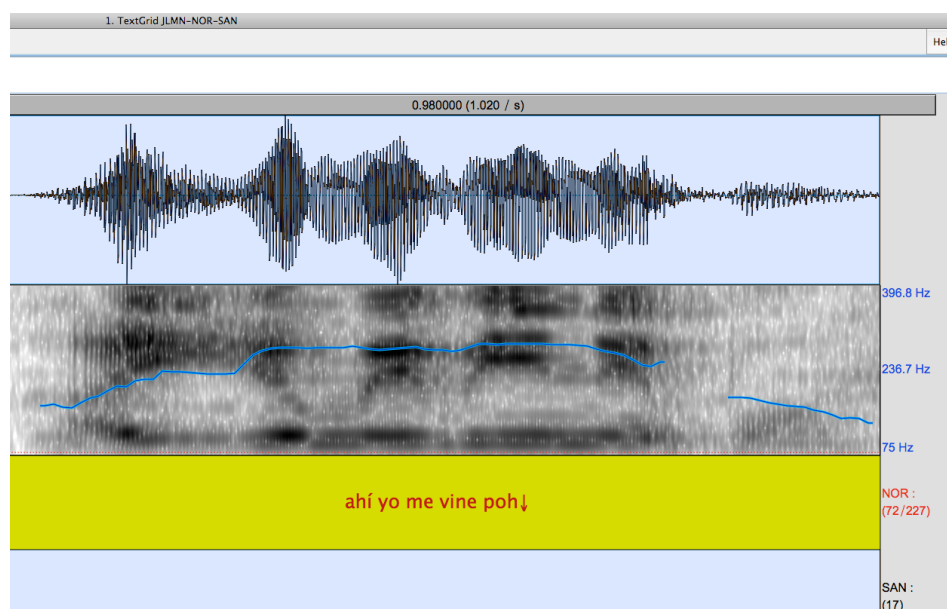 1. TextGrid JLMN-NOR-SAN
Hel
0.980000 (1.020 / s)
396.8 Hz
236.7 Hz
75 Hz
ahí yo me vine poh↓
NOR :
(72/227)
SAN :
(17)